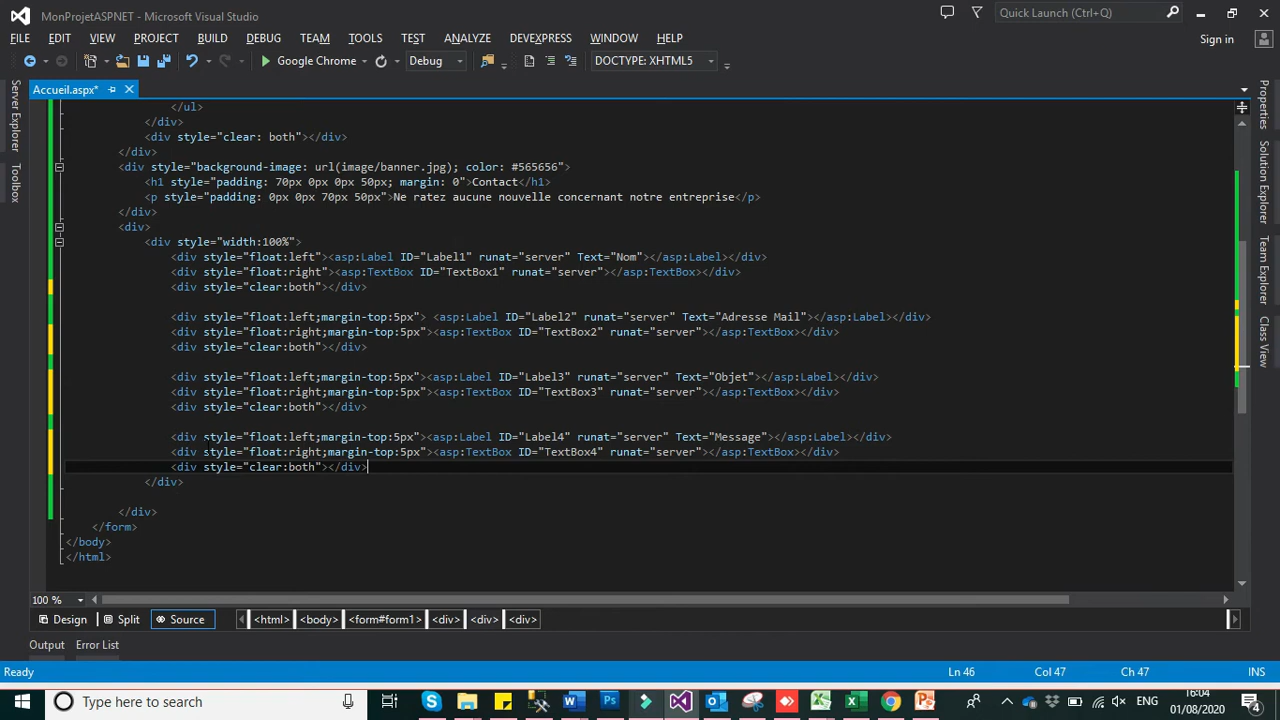 MonProjetASPNET - Microsoft Visual Studio
Quick Launch (Ctrl+Q)
FILE EDIT VIEW PROJECT BUILD DEBUG TEAM TOOLS TEST ANALYZE DEVEXPRESS WINDOW HELP
Sign in
Google Chrome Debug DOCTYPE: XHTML5
Accueil.aspx*
Server Explorer
Toolbox
Properties
Solution Explorer
Team Explorer
Class View
</ul>
</div>
<div style="clear: both"></div>
</div>
<div style="background-image: url(image/banner.jpg); color: #565656">
<h1 style="padding: 70px 0px 0px 50px; margin: 0">Contact</h1>
<p style="padding: 0px 0px 70px 50px">Ne ratez aucune nouvelle concernant notre entreprise</p>
</div>
<div>
<div style="width:100%">
<div style="float:left"><asp:Label ID="Label1" runat="server" Text="Nom"></asp:Label></div>
<div style="float:right"><asp:TextBox ID="TextBox1" runat="server"></asp:TextBox></div>
<div style="clear:both"></div>
<div style="float:left;margin-top:5px"> <asp:Label ID="Label2" runat="server" Text="Adresse Mail"></asp:Label></div>
<div style="float:right;margin-top:5px"><asp:TextBox ID="TextBox2" runat="server"></asp:TextBox></div>
<div style="clear:both"></div>
<div style="float:left;margin-top:5px"><asp:Label ID="Label3" runat="server" Text="Objet"></asp:Label></div>
<div style="float:right;margin-top:5px"><asp:TextBox ID="TextBox3" runat="server"></asp:TextBox></div>
<div style="clear:both"></div>
<div style="float:left;margin-top:5px"><asp:Label ID="Label4" runat="server" Text="Message"></asp:Label></div>
<div style="float:right;margin-top:5px"><asp:TextBox ID="TextBox4" runat="server"></asp:TextBox></div>
<div style="clear:both"></div>
</div>
</div>
</form>
</body>
</html>
100 %
Design Split Source <html> <body> <form#form1> <div> <div> <div>
Output Error List
Ready Ln 46 Col 47 Ch 47 INS
Type here to search
ENG
16:04
01/08/2020